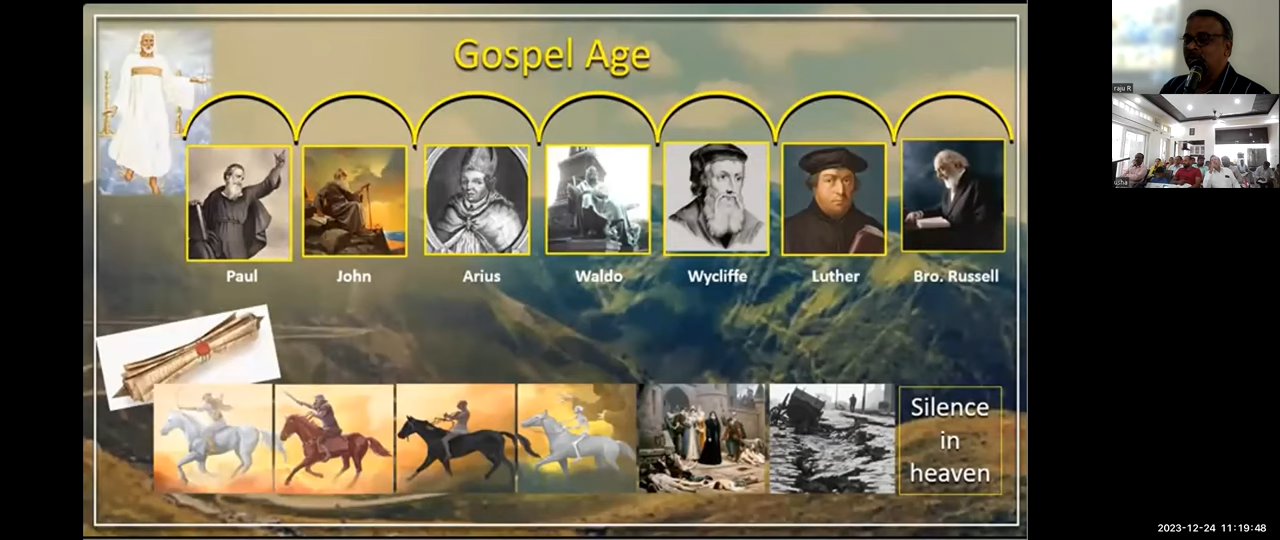 Gospel Age
Paul
John
Arius
Waldo
Wycliffe
Luther
Bro. Russell
Silence
in
heaven
raju R
usha
2023-12-24 11:19:48